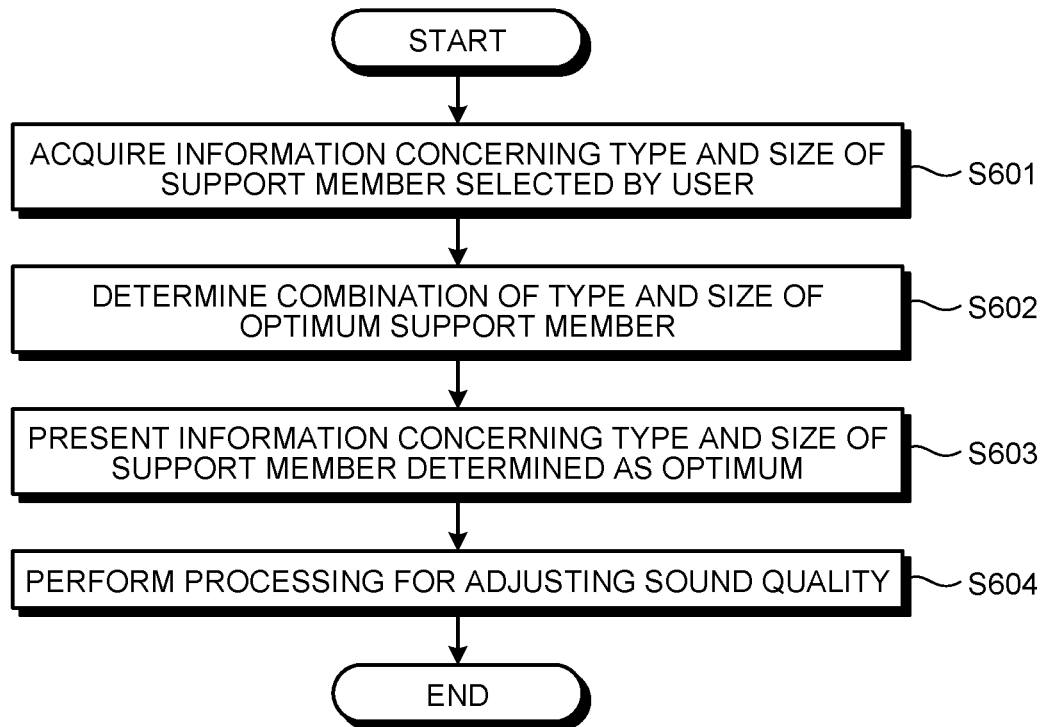 START
ACQUIRE INFORMATION CONCERNING TYPE AND SIZE OF
SUPPORT MEMBER SELECTED BY USER
S601
DETERMINE COMBINATION OF TYPE AND SIZE OF
OPTIMUM SUPPORT MEMBER
S602
PRESENT INFORMATION CONCERNING TYPE AND SIZE OF
SUPPORT MEMBER DETERMINED AS OPTIMUM
S603
PERFORM PROCESSING FOR ADJUSTING SOUND QUALITY
S604
END